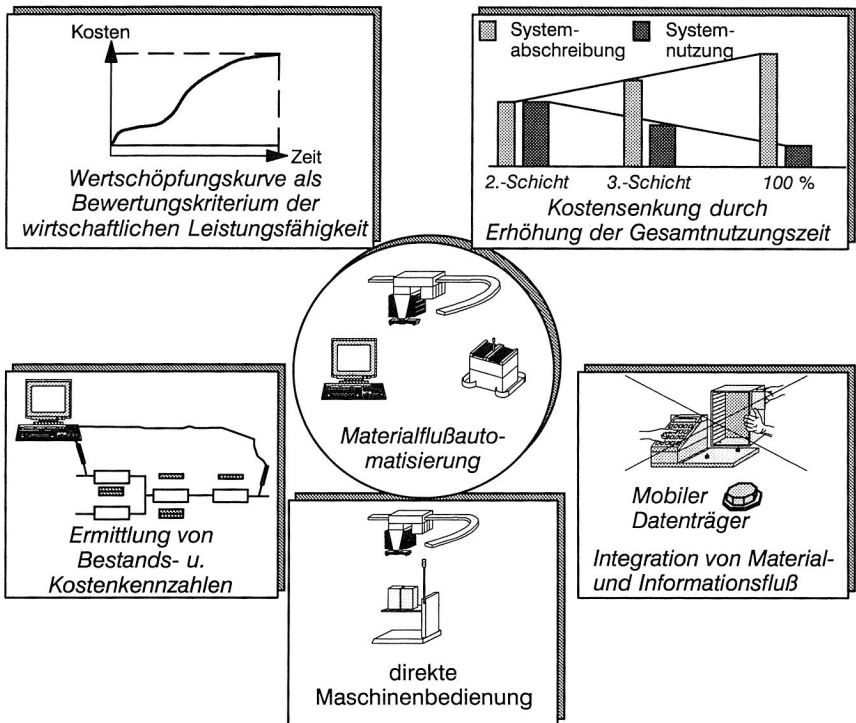 Kosten
Zeit
Wertschöpfungskurve als
Bewertungskriterium der
wirtschaftlichen Leistungsfähigkeit
System-
abschreibung
System-
nutzung
2.-Schicht 3.-Schicht 100 %
Kostensenkung durch
Erhöhung der Gesamtnutzungszeit
Materialflußauto-
matisierung
Ermittlung von
Bestands- u.
Kostenkennzahlen
Mobiler
Datenträger
Integration von Material-
und Informationsfluß
direkte
Maschinenbedienung